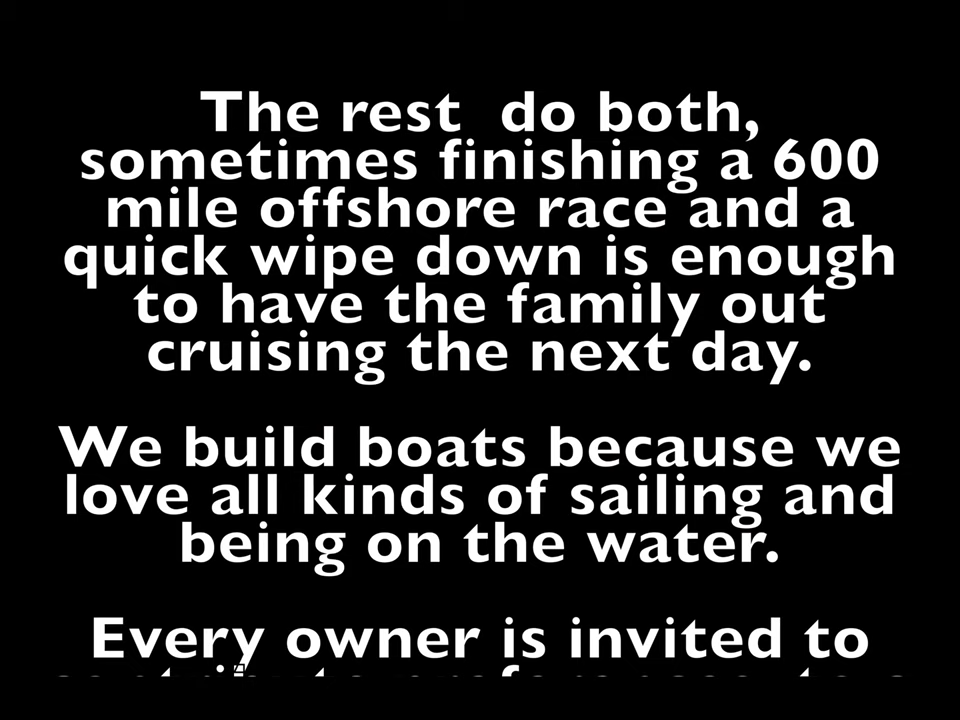 The rest  do both,
sometimes finishing a 600
mile offshore race and a
quick wipe down is enough
to have the family out
cruising the next day.
We build boats because we
love all kinds of sailing and
being on the water.
Every owner is invited to